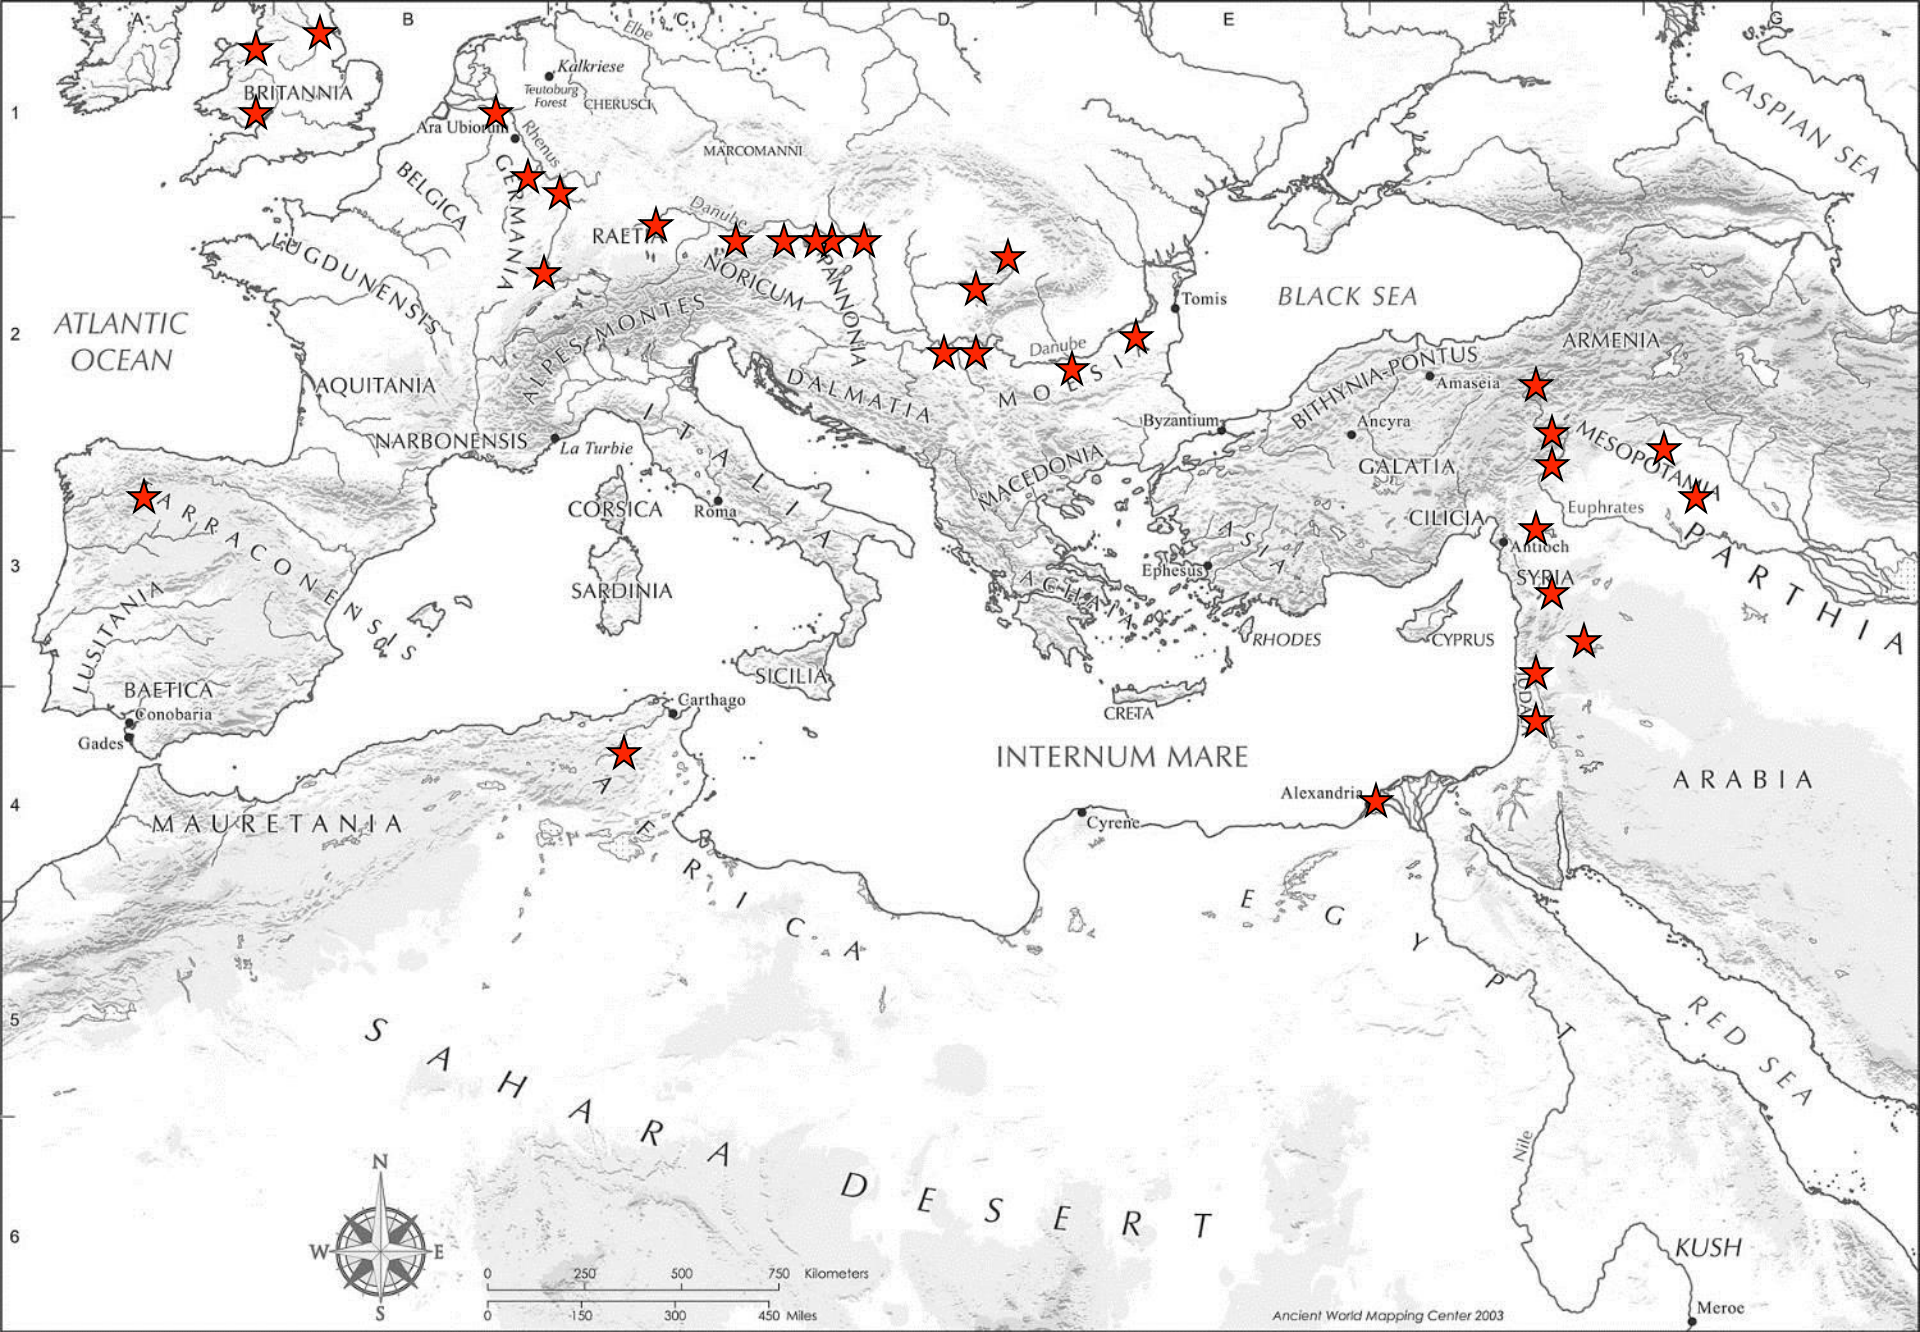 A
B
C
D
E
F
G
1
2
3
4
5
6
BRITANNIA
Elbe
Kalkriese
Teutoburg
Forest
CHERUSCI
Ara Ubiorum
Rhenus
MARCOMANNI
BELGICA
GERMANIA
LUGDUNENSIS
RAETIA
Danube
NORICUM
PANNONIA
ALPES MONTES
ATLANTIC
OCEAN
AQUITANIA
NARBONENSIS
La Turbie
DALMATIA
ITALIA
Danube
MOESIA
Tomis
BLACK SEA
CASPIAN SEA
ARMENIA
BITHYNIA-PONTUS
Amaseia
Byzantium
Ancyra
GALATIA
MESOPOTAMIA
Euphrates
PARTHIA
CILICIA
Antioch
SYRIA
MACEDONIA
ASIA
Ephesus
ACHAIA
RHODES
CYPRUS
CRETA
CORSICA
Roma
SARDINIA
SICILIA
TARRACONENSIS
LUSITANIA
BAETICA
Conobaria
Gades
Carthago
MAURETANIA
AFRICA
INTERNUM MARE
Cyrene
Alexandria
JUDAEA
ARABIA
EGYPT
RED SEA
Nile
KUSH
Meroe
SAHARA DESERT
N
W
E
S
0 250 500 750 Kilometers
0 150 300 450 Miles
Ancient World Mapping Center 2003